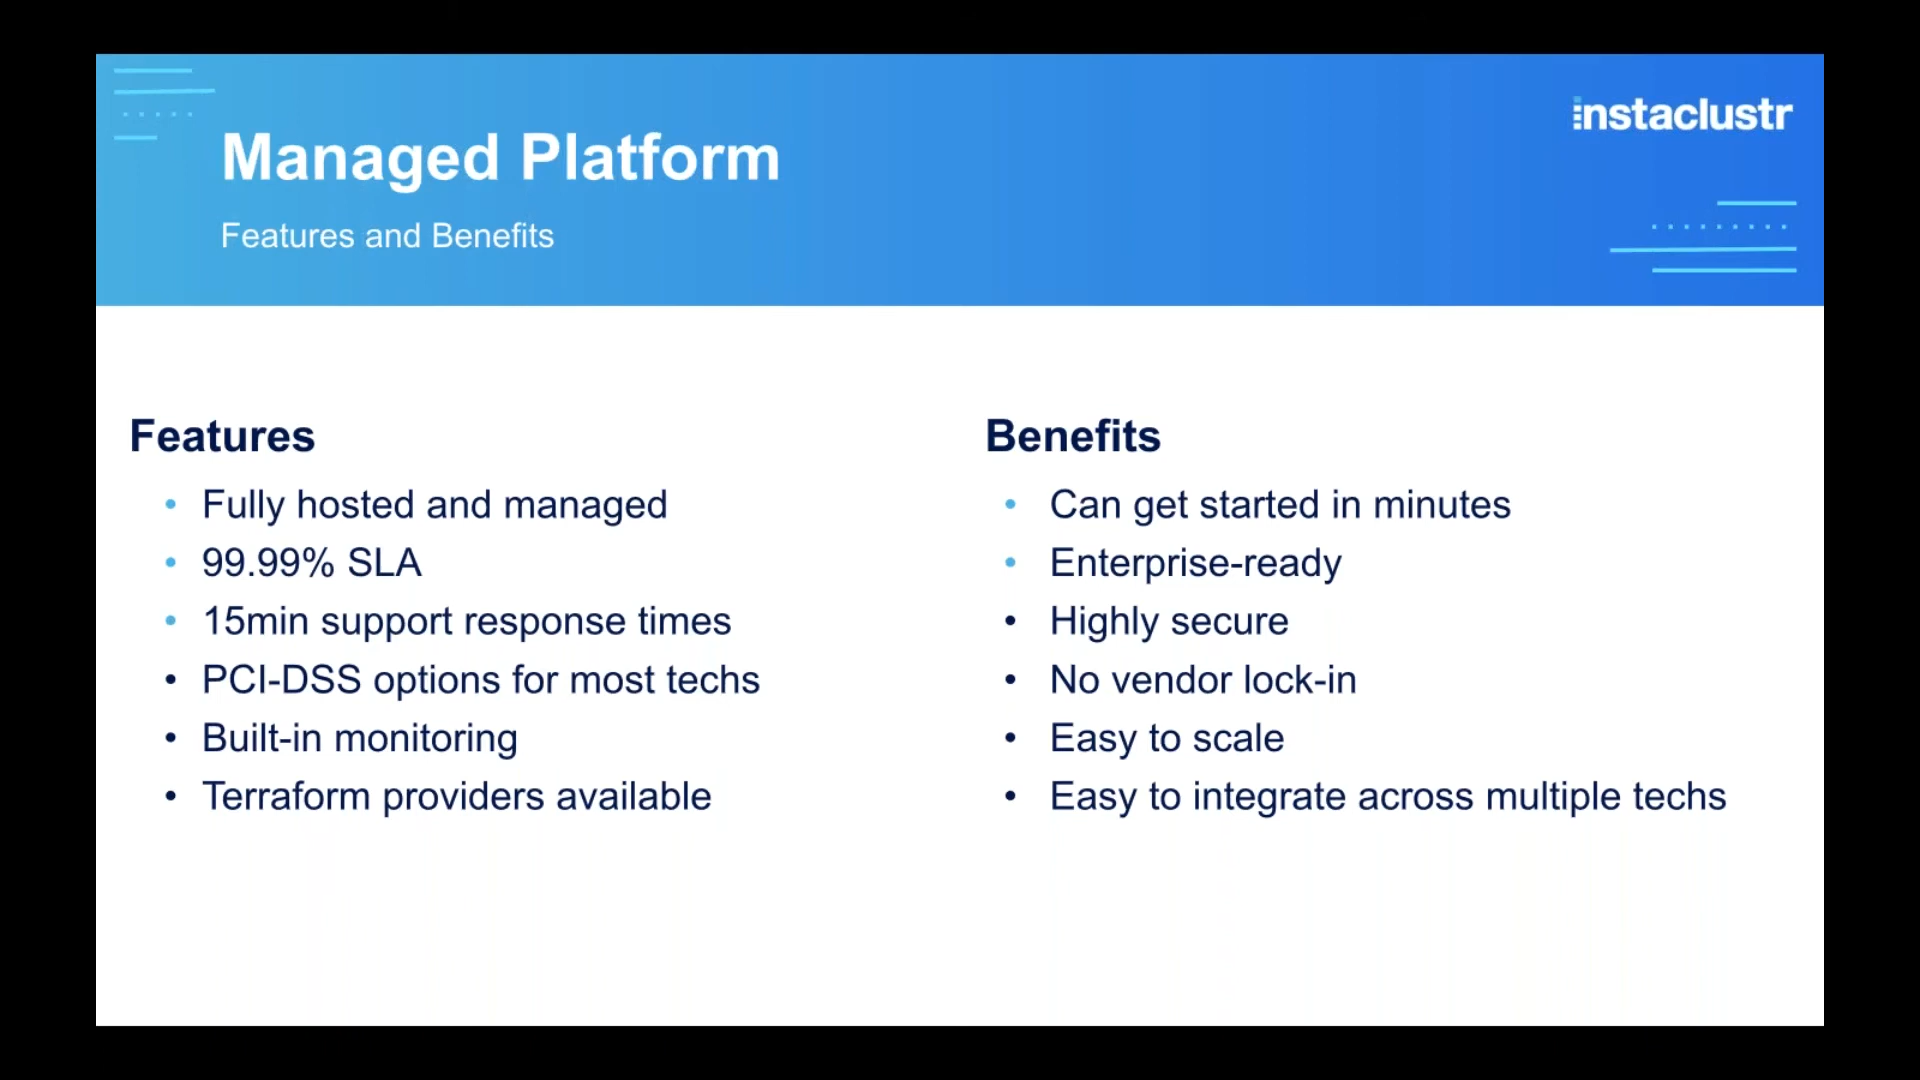 instaclustr
Managed Platform
Features and Benefits
Features
• Fully hosted and managed
• 99.99% SLA
• 15min support response times
• PCI-DSS options for most techs
• Built-in monitoring
• Terraform providers available
Benefits
• Can get started in minutes
• Enterprise-ready
• Highly secure
• No vendor lock-in
• Easy to scale
• Easy to integrate across multiple techs